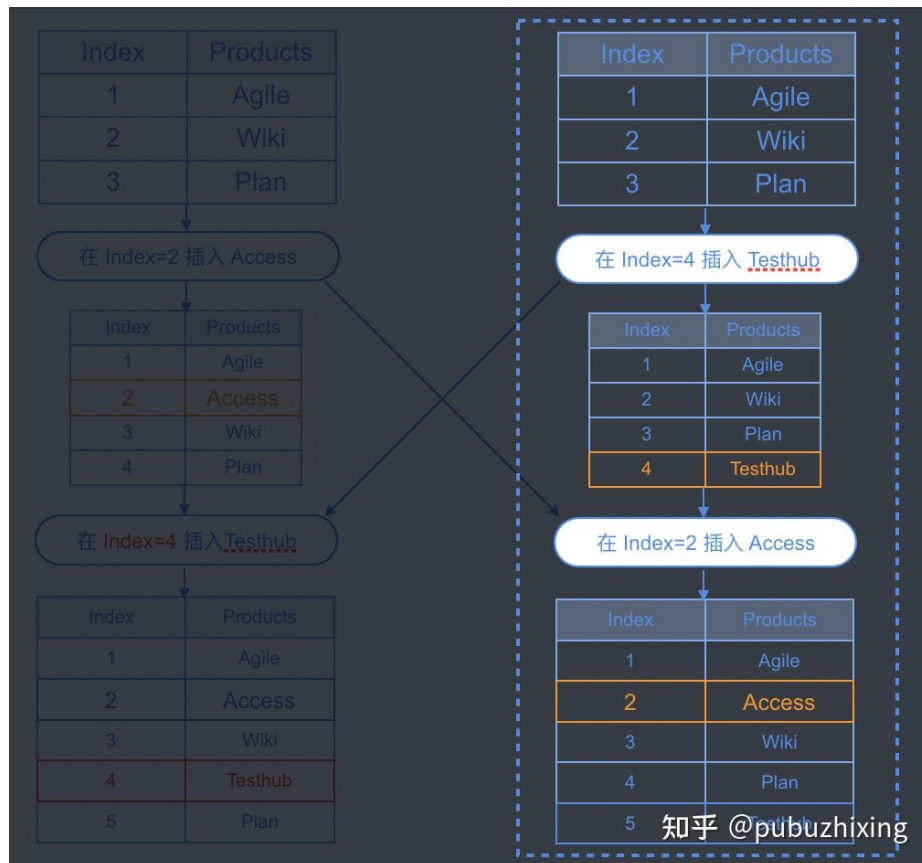 Index Products
1 Agile
2 Wiki
3 Plan
在 Index=2 插入 Access
Index Products
1 Agile
2 Access
3 Wiki
4 Plan
在 Index=4 插入Testhub
Index Products
1 Agile
2 Access
3 Wiki
4 Testhub
5 Plan
Index Products
1 Agile
2 Wiki
3 Plan
在 Index=4 插入 Testhub
Index Products
1 Agile
2 Wiki
3 Plan
4 Testhub
在 Index=2 插入 Access
Index Products
1 Agile
2 Access
3 Wiki
4 Plan
5 Testhub
知乎 @pubuzhixing